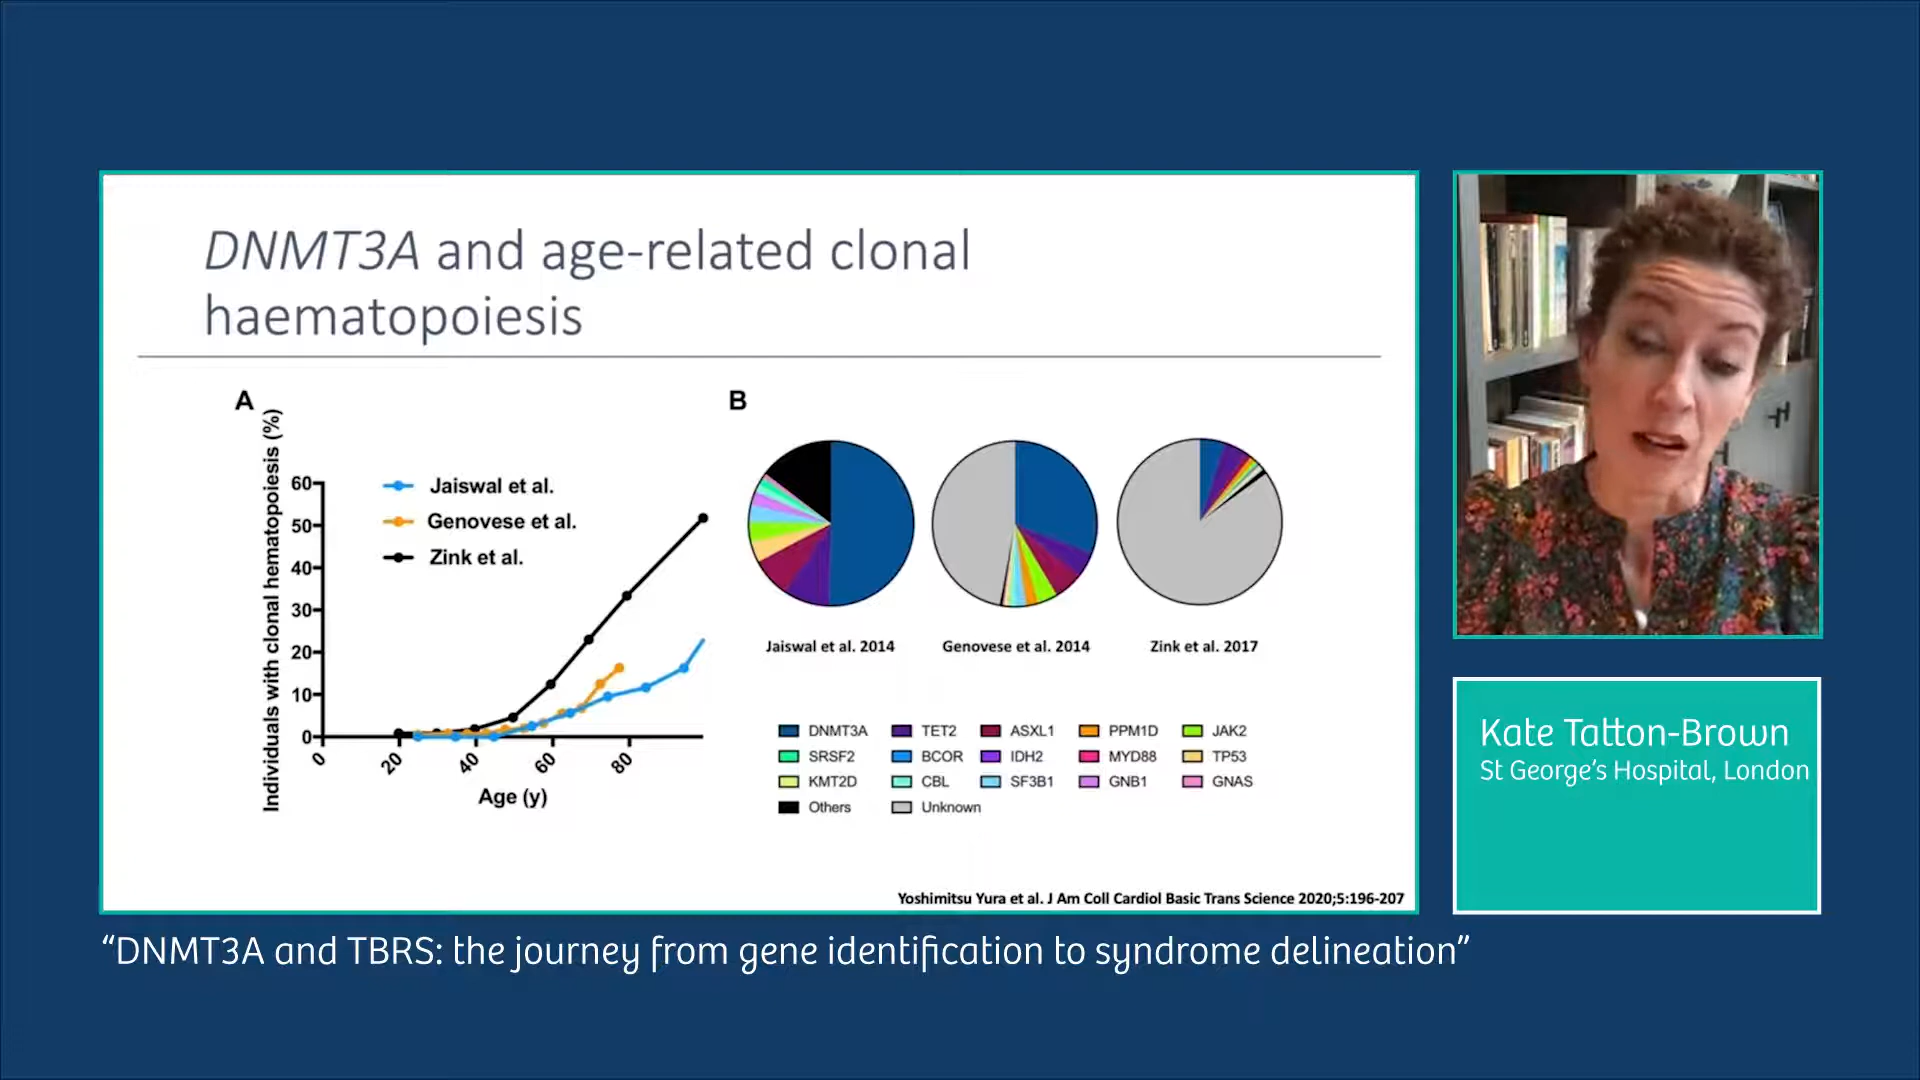 DNMT3A and age-related clonal
haematopoiesis
A
Individuals with clonal hematopoiesis (%)
60
50
40
30
20
10
0
Jaiswal et al.
Genovese et al.
Zink et al.
0
20
40
60
80
Age (y)
B
Jaiswal et al. 2014
Genovese et al. 2014
Zink et al. 2017
DNMT3A TET2 ASXL1 PPM1D JAK2
SRSF2 BCOR IDH2 MYD88 TP53
KMT2D CBL SF3B1 GNB1 GNAS
Others Unknown
Yoshimitsu Yura et al. J Am Coll Cardiol Basic Trans Science 2020;5:196-207
Kate Tatton-Brown
St George's Hospital, London
“DNMT3A and TBRS: the journey from gene identification to syndrome delineation”